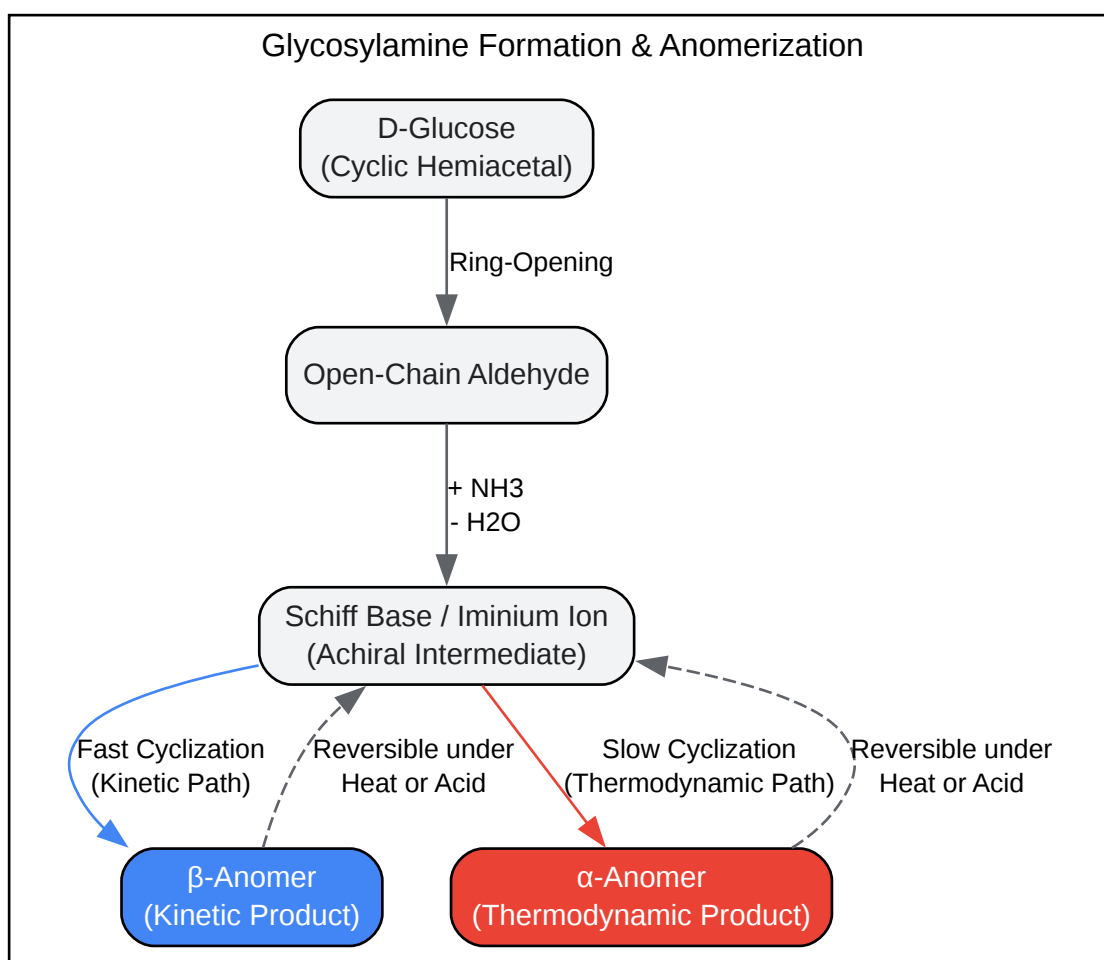 Glycosylamine Formation & Anomerization
D-Glucose
(Cyclic Hemiacetal)
Ring-Opening
Open-Chain Aldehyde
+ NH3
- H2O
Schiff Base / Iminium Ion
(Achiral Intermediate)
Fast Cyclization
(Kinetic Path)
Reversible under
Heat or Acid
Slow Cyclization
(Thermodynamic Path)
Reversible under
Heat or Acid
β-Anomer
(Kinetic Product)
α-Anomer
(Thermodynamic Product)